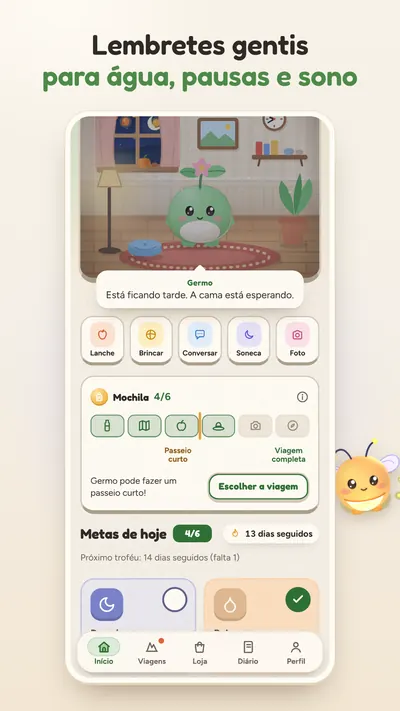 Lembretes gentis
para água, pausas e sono
Germo
Está ficando tarde. A cama está esperando.
Lanche
Brincar
Conversar
Soneca
Foto
Mochila 4/6
Passeio
curto
Viagem
completa
Germo pode fazer um
passeio curto!
Escolher a viagem
Metas de hoje
4/6
13 dias seguidos
Próximo troféu: 14 dias seguidos (falta 1)
Início
Viagens
Loja
Diário
Perfil